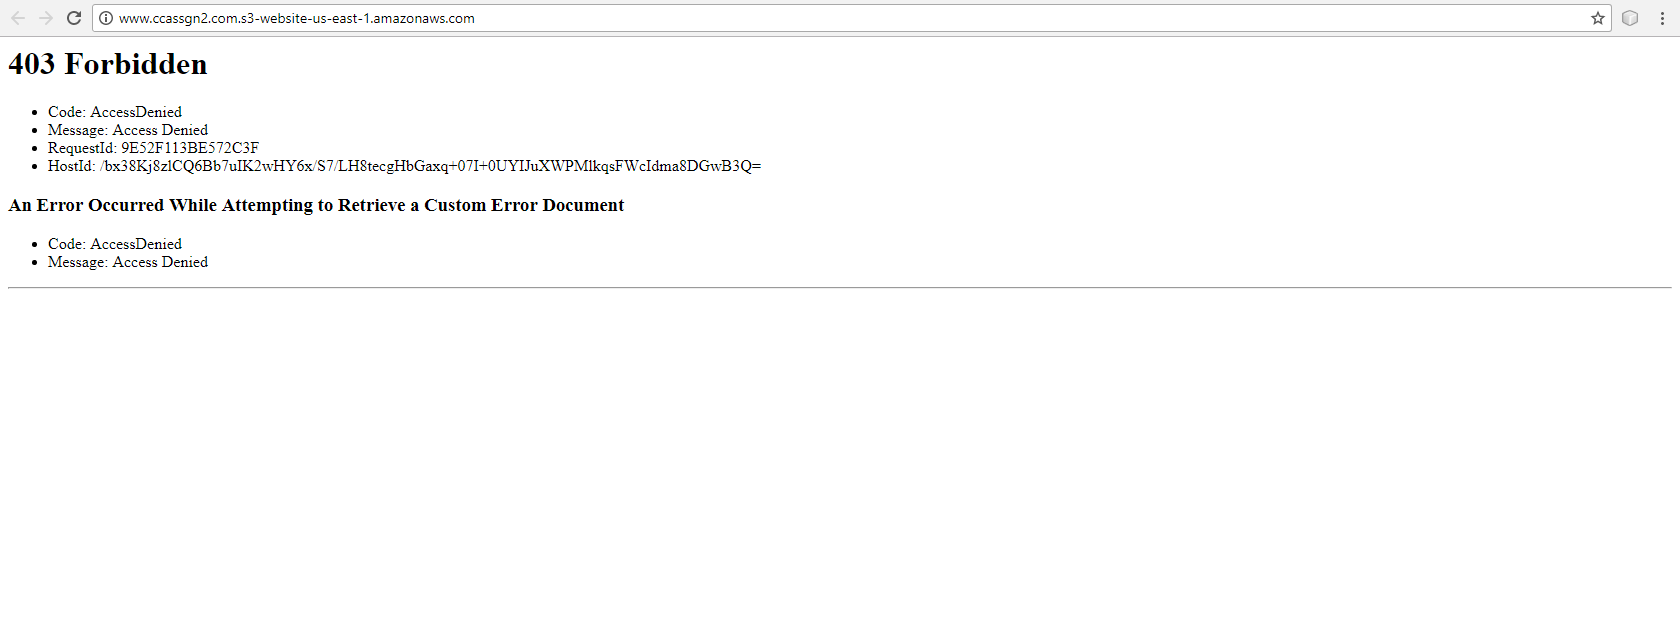 www.ccassgn2.com.s3-website-us-east-1.amazonaws.com
403 Forbidden
Code: AccessDenied
Message: Access Denied
RequestId: 9E52F113BE572C3F
HostId: /bx38Kj8zlCQ6Bb7uIK2wHY6x/S7/LH8tecgHbGaxq+07I+0UYIJuXWPMlkqsFWcIdma8DGwB3Q=
An Error Occurred While Attempting to Retrieve a Custom Error Document
Code: AccessDenied
Message: Access Denied